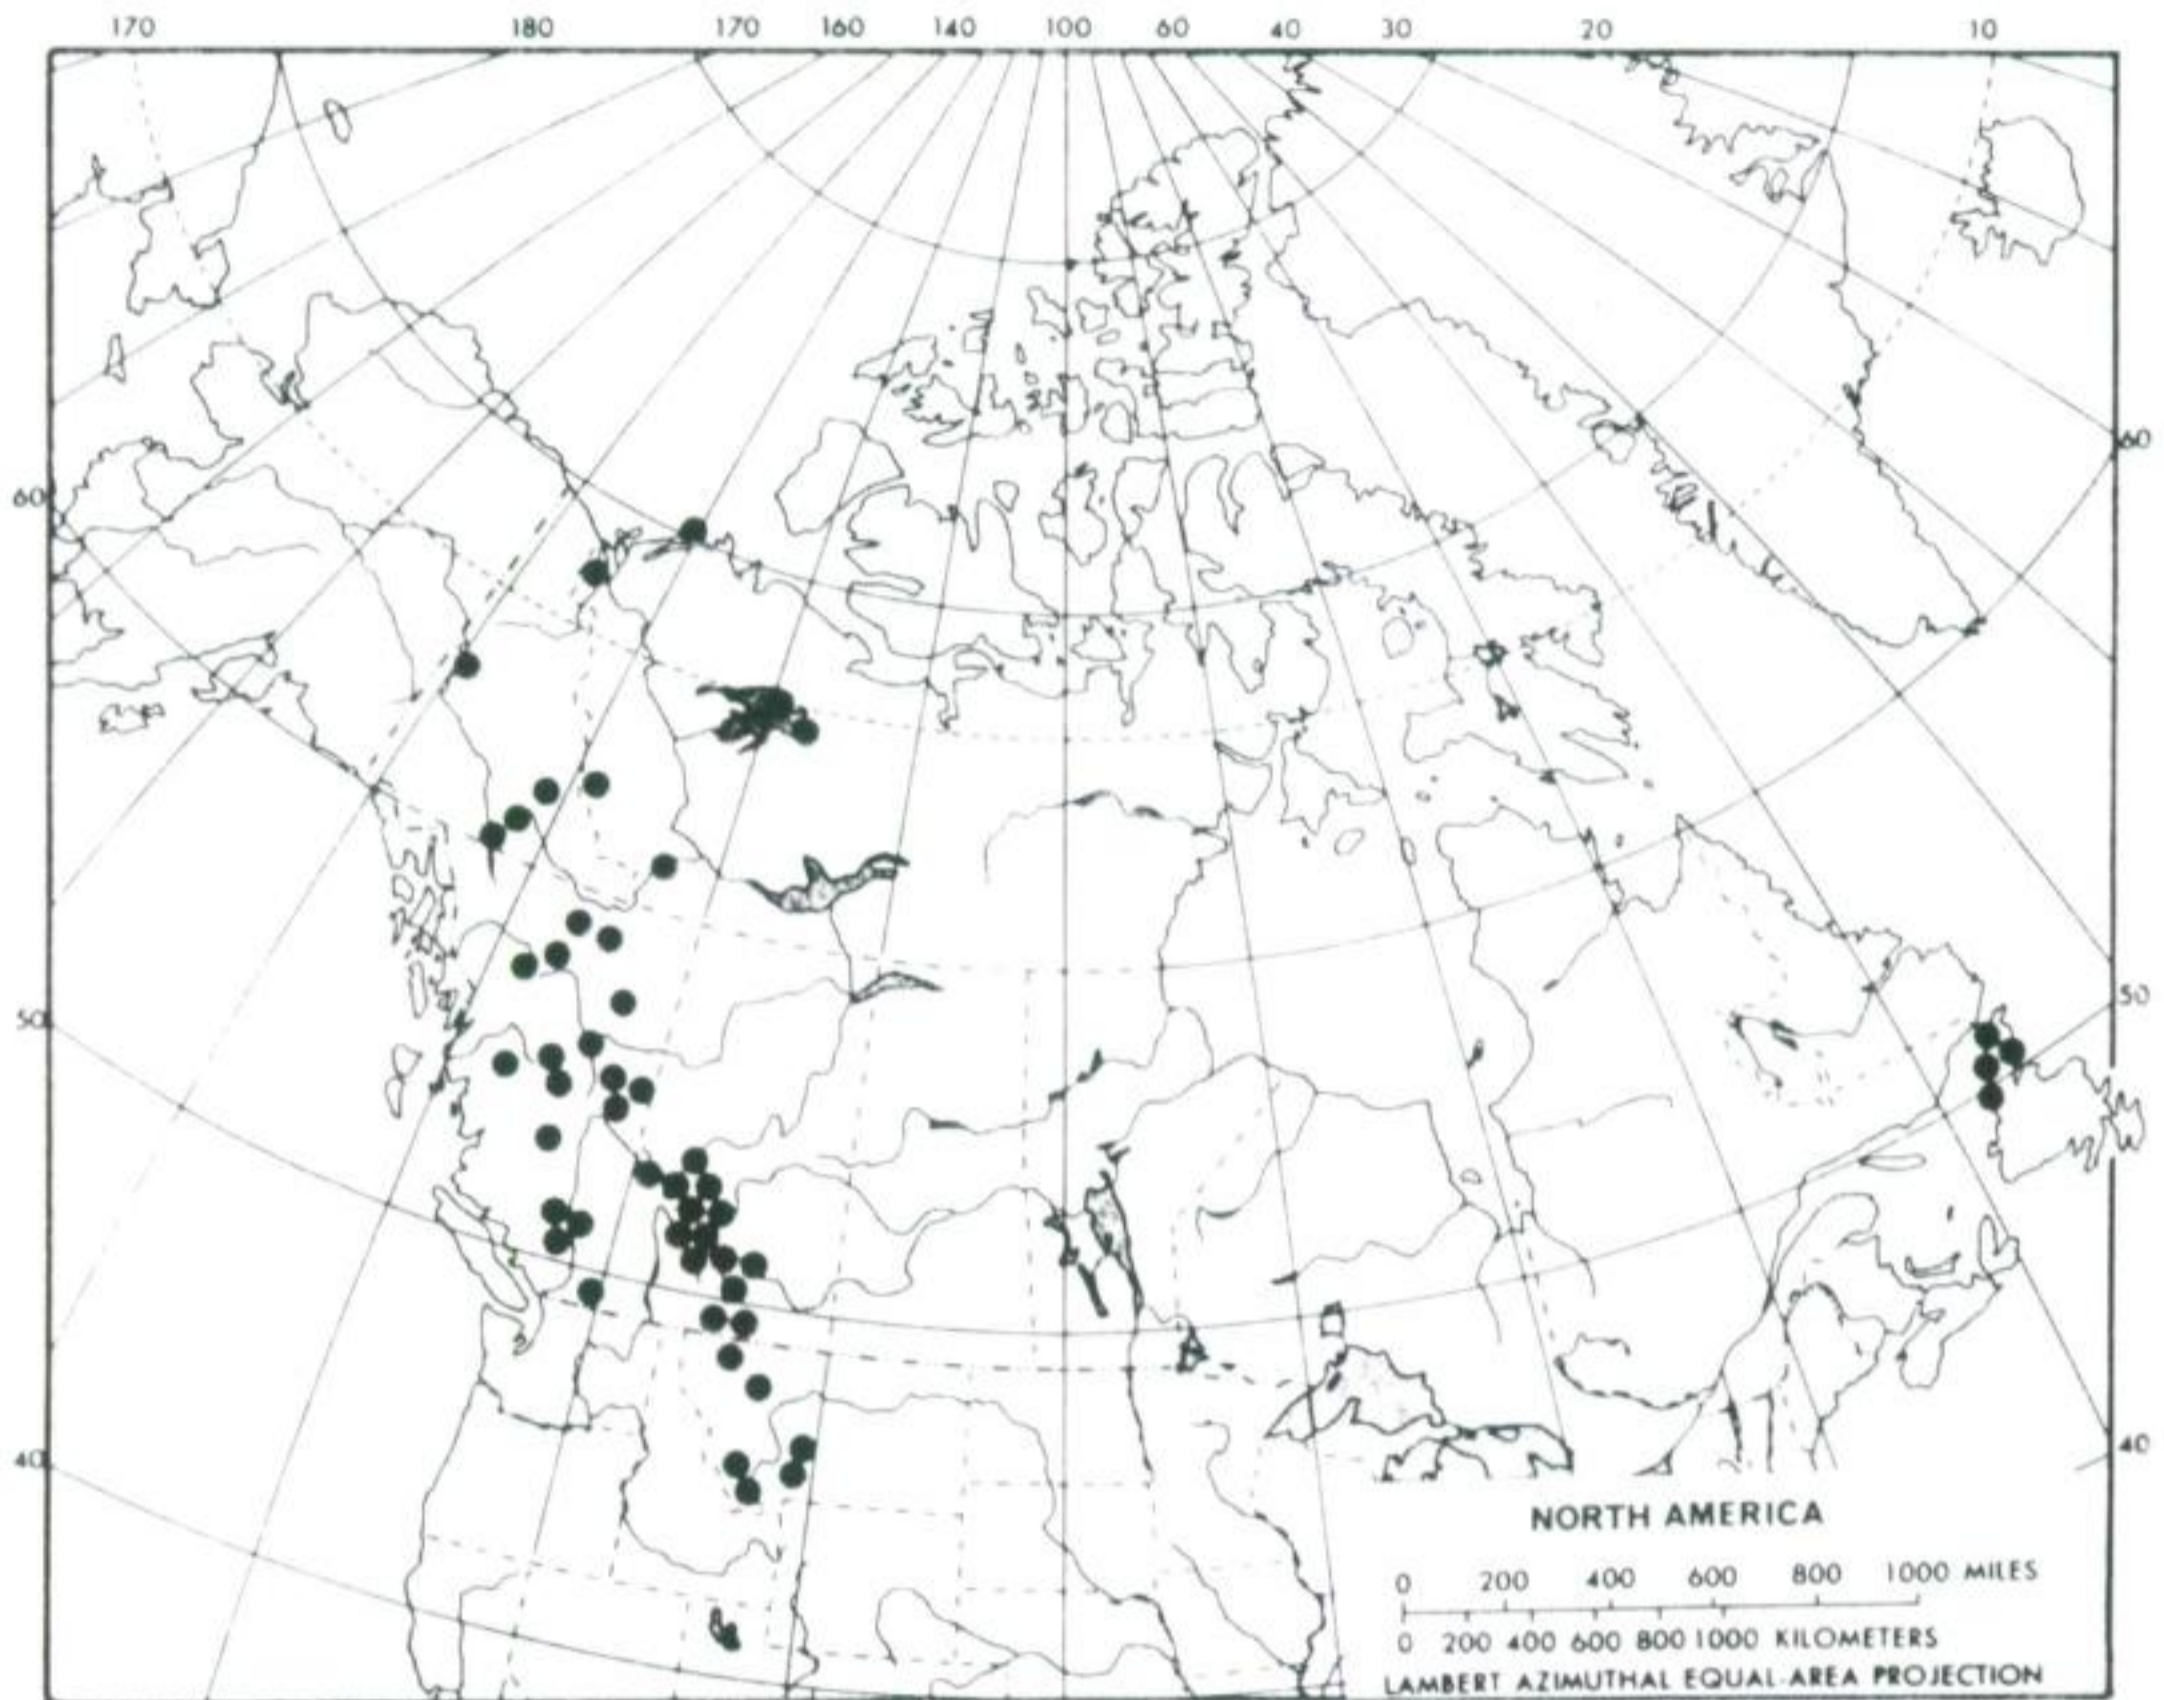 170 180 170 160 140 100 60 40 30 20 10
60 60
50 50
40 40
NORTH AMERICA
0 200 400 600 800 1000 MILES
0 200 400 600 800 1000 KILOMETERS
LAMBERT AZIMUTHAL EQUAL-AREA PROJECTION